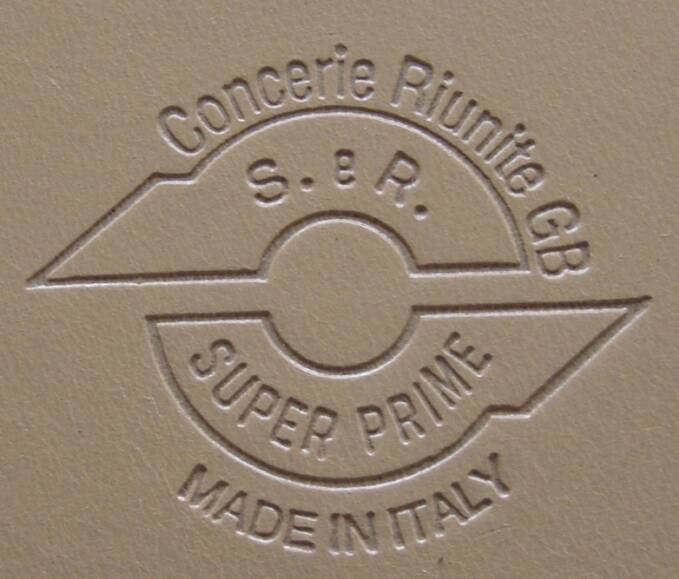 Concerie Riunite GB
S. B R.
SUPER PRIME
MADE IN ITALY